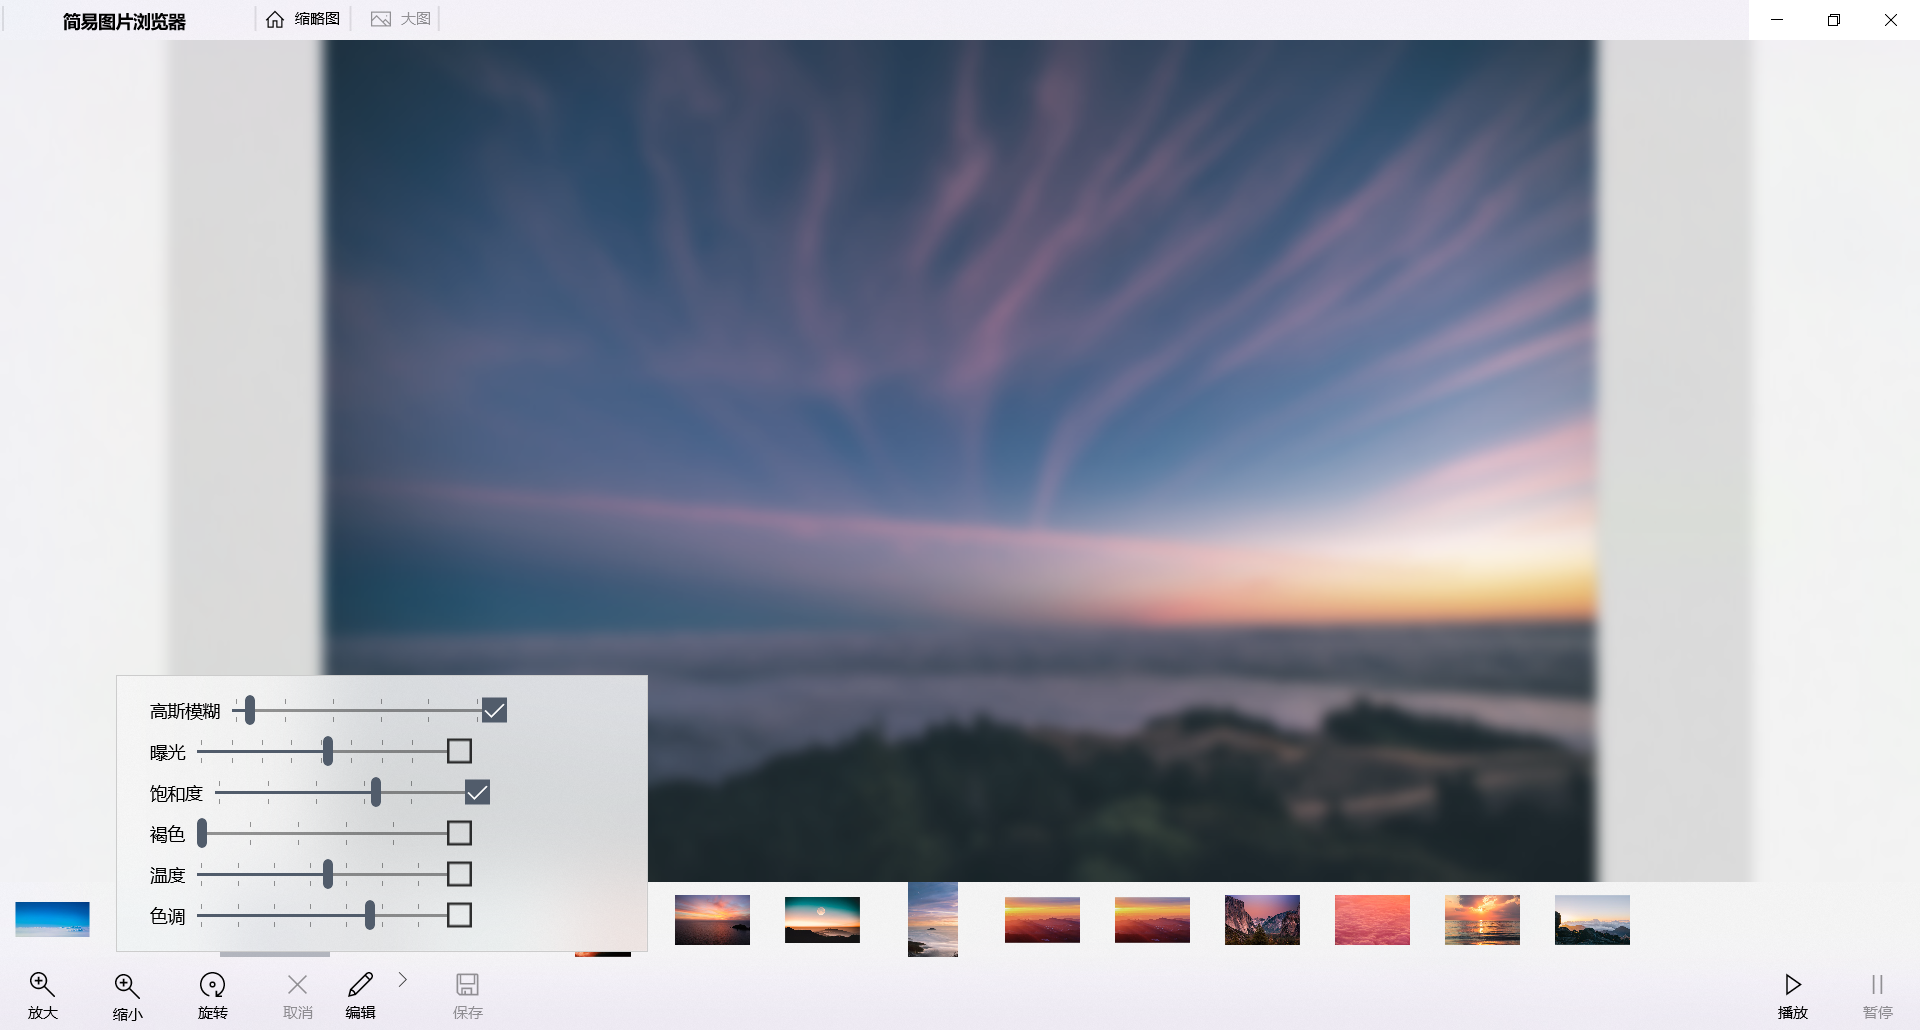 简易图片浏览器
缩略图
大图
高斯模糊
曝光
饱和度
褐色
温度
色调
放大
缩小
旋转
取消
编辑
保存
播放
暂停